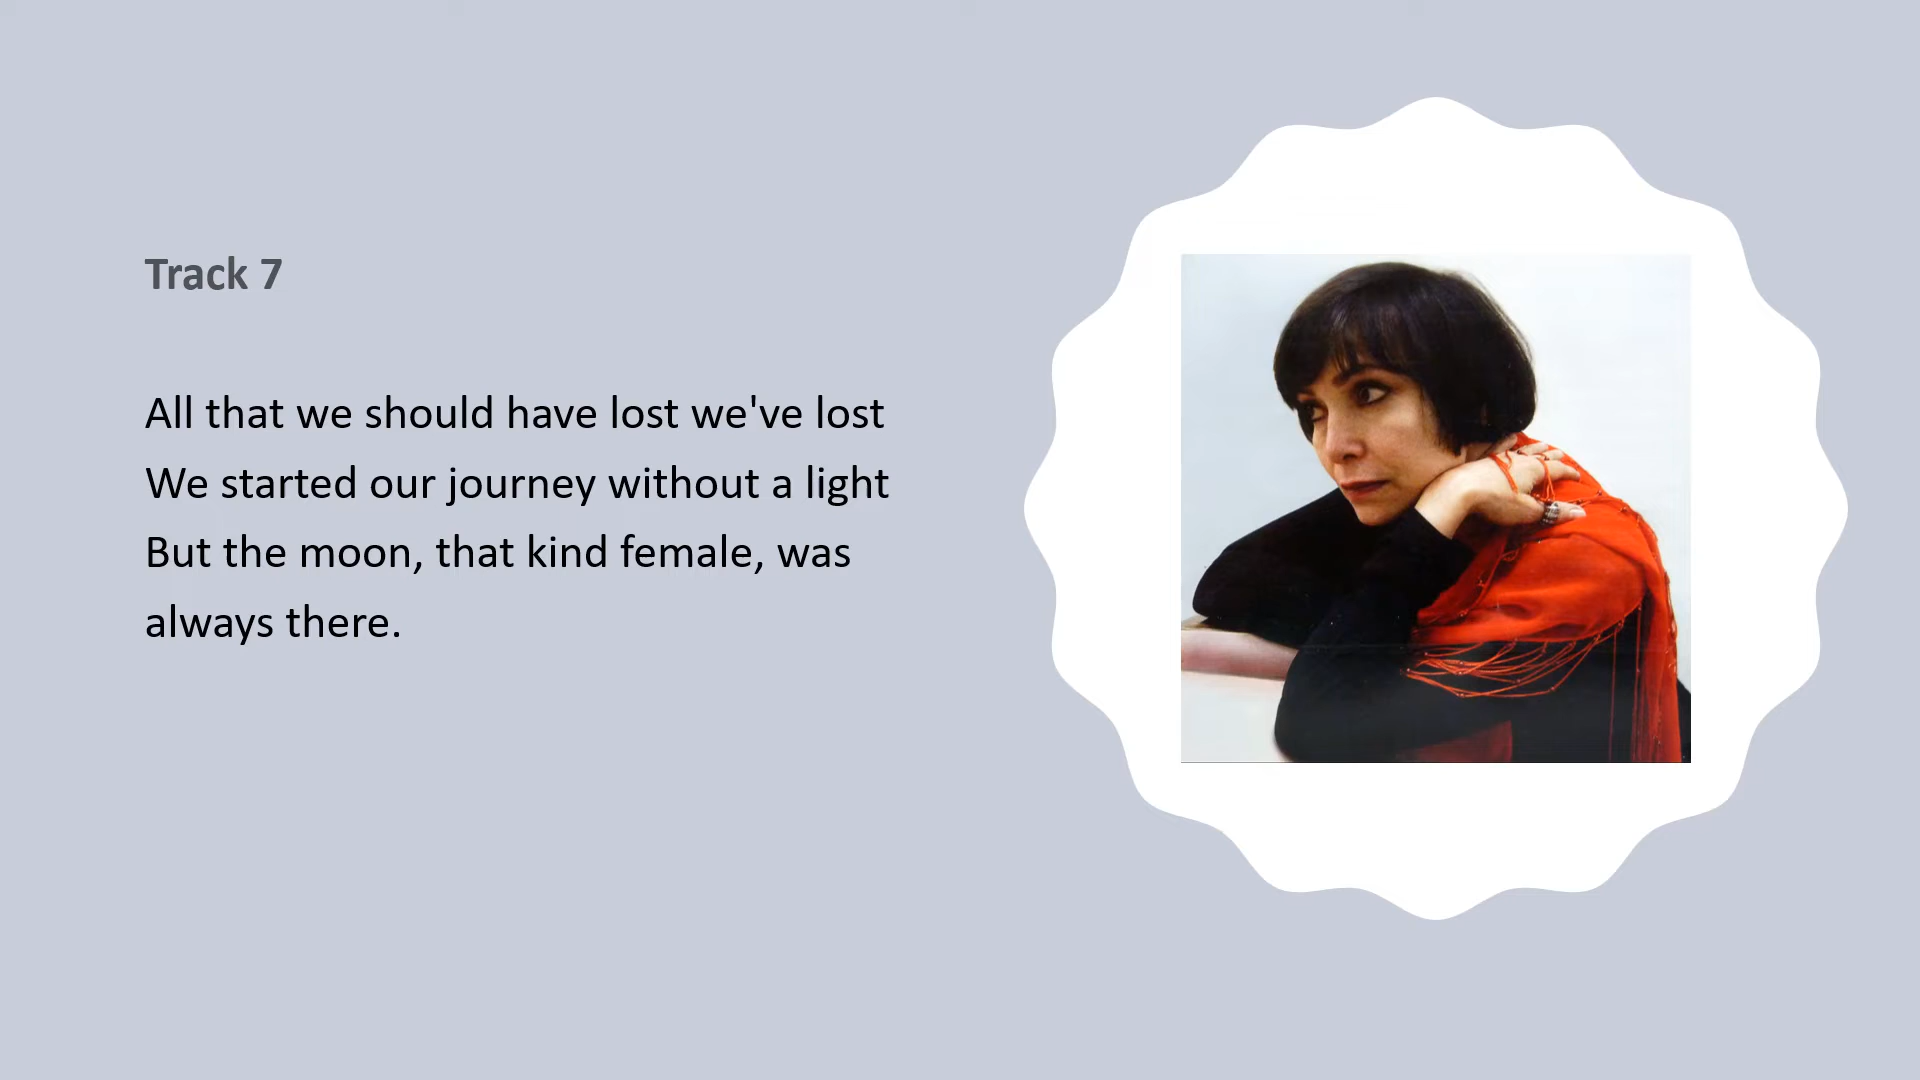 Track 7
All that we should have lost we've lost
We started our journey without a light
But the moon, that kind female, was
always there.